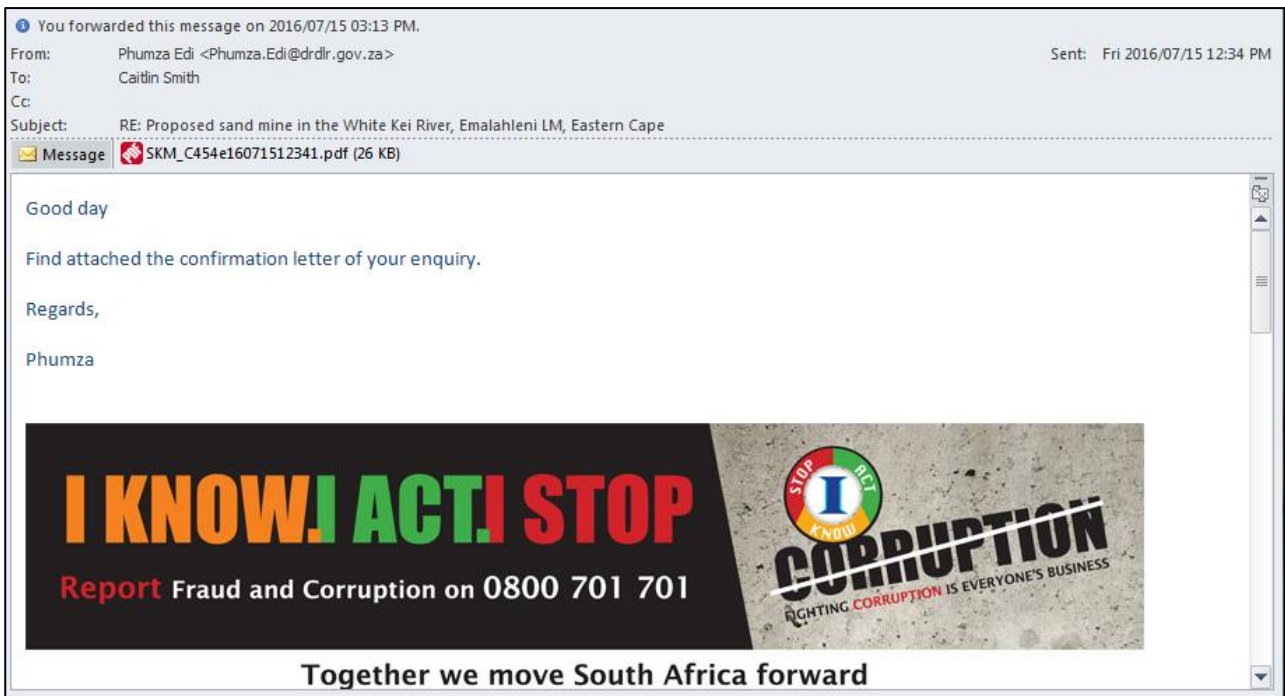 You forwarded this message on 2016/07/15 03:13 PM.
From: Phumza Edi <Phumza.Edi@drdlr.gov.za> Sent: Fri 2016/07/15 12:34 PM
To: Caitlin Smith
Cc:
Subject: RE: Proposed sand mine in the White Kei River, Emalahleni LM, Eastern Cape
Message SKM_C454e16071512341.pdf (26 KB)
Good day
Find attached the confirmation letter of your enquiry.
Regards,
Phumza
I KNOW.I ACT.I STOP
Report Fraud and Corruption on 0800 701 701
STOP ACT
I
KNOW
CORRUPTION
FIGHTING CORRUPTION IS EVERYONE'S BUSINESS
Together we move South Africa forward